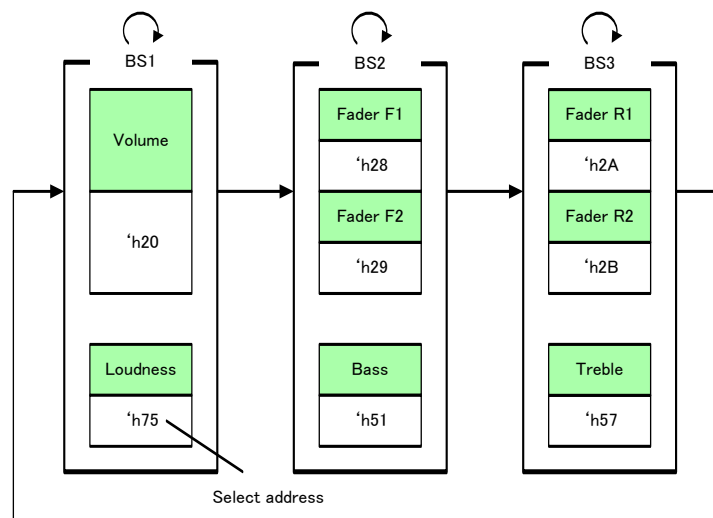 BS1
Volume
‘h20
Loudness
‘h75
BS2
Fader F1
‘h28
Fader F2
‘h29
Bass
‘h51
BS3
Fader R1
‘h2A
Fader R2
‘h2B
Treble
‘h57
Select address